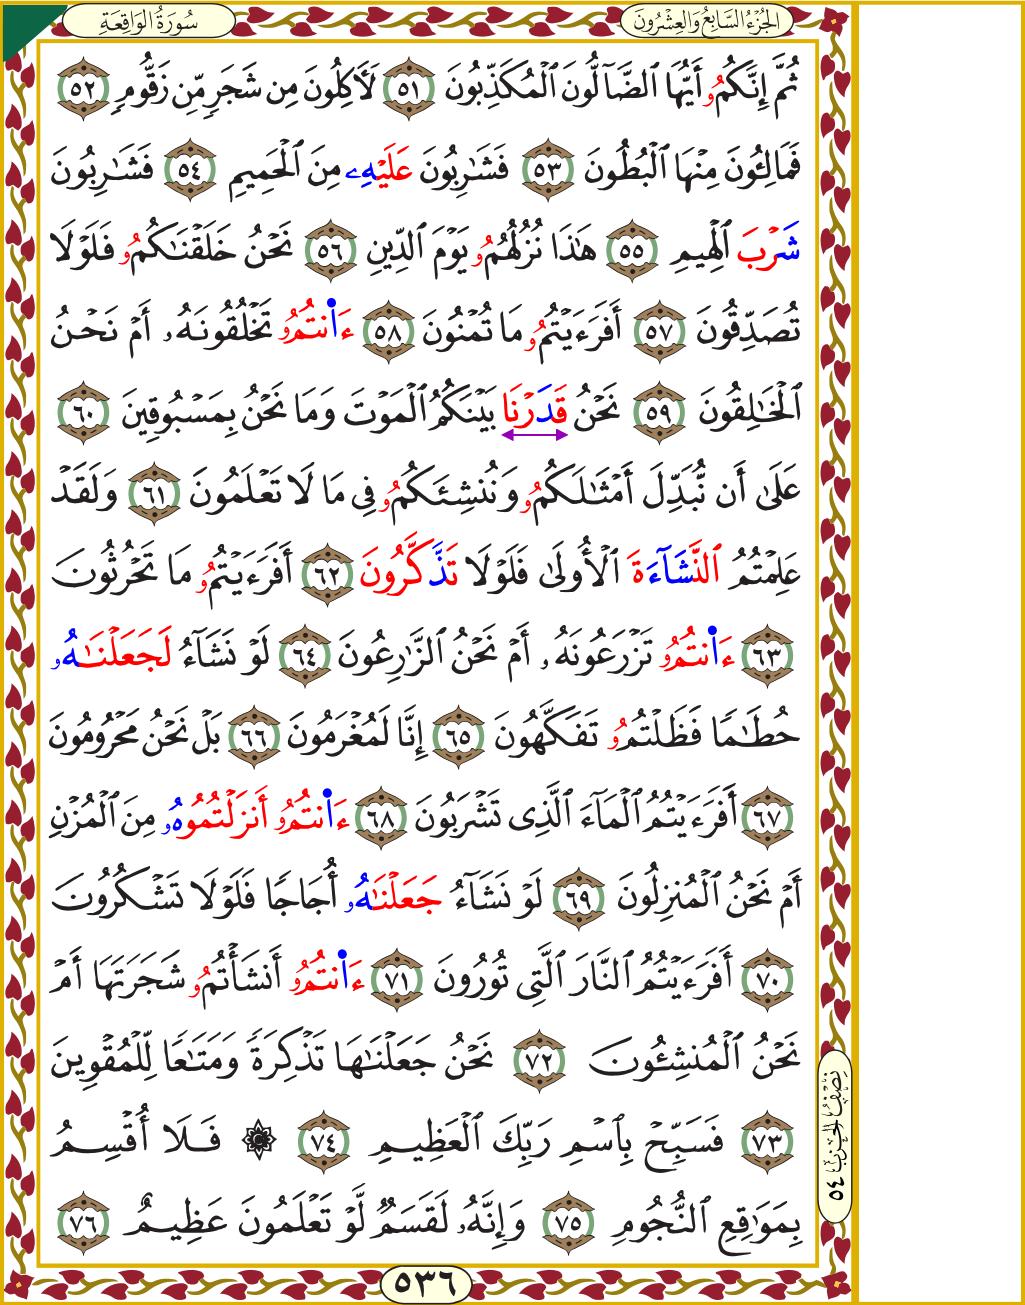 الجُزْءُ السَّابِعُ وَالعِشْرُونَ
سُورَةُ الوَاقِعَةِ
ثُمَّ إِنَّكُمُۥٓ أَيُّهَا ٱلضَّآلُّونَ ٱلۡمُكَذِّبُونَ ٥١ لَأٓكِلُونَ مِن شَجَرٖ مِّن زَقُّومٖ ٥٢
فَمَالِـُٔونَ مِنۡهَا ٱلۡبُطُونَ ٥٣ فَشَٰرِبُونَ عَلَيۡهِۦ مِنَ ٱلۡحَمِيمِ ٥٤ فَشَٰرِبُونَ
شَرۡبَ ٱلۡهِيمِ ٥٥ هَٰذَا نُزُلُهُمُۥ يَوۡمَ ٱلدِّينِ ٥٦ نَحۡنُ خَلَقۡنَٰكُمُۥ فَلَوۡلَا
تُصَدِّقُونَ ٥٧ أَفَرَءَيۡتُمُۥ مَا تُمۡنُونَ ٥٨ ءَاٰ۬نتُمُۥ تَخۡلُقُونَهُۥٓ أَمۡ نَحۡنُ
ٱلۡخَٰلِقُونَ ٥٩ نَحۡنُ قَدَرۡنَا بَيۡنَكُمُ ٱلۡمَوۡتَ وَمَا نَحۡنُ بِمَسۡبُوقِينَ ٦٠
عَلَىٰٓ أَن نُّبَدِّلَ أَمۡثَٰلَكُمُۥ وَنُنشِئَكُمُۥ فِي مَا لَا تَعۡلَمُونَ ٦١ وَلَقَدۡ
عَلِمۡتُمُ ٱلنَّشَآءَةَ ٱلۡأُولَىٰ فَلَوۡلَا تَذَّكَّرُونَ ٦٢ أَفَرَءَيۡتُمُۥ مَا تَحۡرُثُونَ
٦٣ ءَاٰ۬نتُمُۥ تَزۡرَعُونَهُۥٓ أَمۡ نَحۡنُ ٱلزَّٰرِعُونَ ٦٤ لَوۡ نَشَآءُ لَجَعَلۡنَٰهُۥ
حُطَٰمٗا فَظَلۡتُمُۥ تَفَكَّهُونَ ٦٥ إِنَّا لَمُغۡرَمُونَ ٦٦ بَلۡ نَحۡنُ مَحۡرُومُونَ
٦٧ أَفَرَءَيۡتُمُ ٱلۡمَآءَ ٱلَّذِي تَشۡرَبُونَ ٦٨ ءَاٰ۬نتُمُۥ أَنزَلۡتُمُوهُۥ مِنَ ٱلۡمُزۡنِ
أَمۡ نَحۡنُ ٱلۡمُنزِلُونَ ٦٩ لَوۡ نَشَآءُ جَعَلۡنَٰهُۥ أُجَاجٗا فَلَوۡلَا تَشۡكُرُونَ
٧٠ أَفَرَءَيۡتُمُ ٱلنَّارَ ٱلَّتِي تُورُونَ ٧١ ءَاٰ۬نتُمُۥ أَنشَأۡتُمُۥ شَجَرَتَهَآ أَمۡ
نَحۡنُ ٱلۡمُنشِـُٔونَ ٧٢ نَحۡنُ جَعَلۡنَٰهَا تَذۡكِرَةٗ وَمَتَٰعٗا لِّلۡمُقۡوِينَ
٧٣ فَسَبِّحۡ بِٱسۡمِ رَبِّكَ ٱلۡعَظِيمِ ٧٤ ۞ فَلَآ أُقۡسِمُ
بِمَوَٰقِعِ ٱلنُّجُومِ ٧٥ وَإِنَّهُۥ لَقَسَمٞ لَّوۡ تَعۡلَمُونَ عَظِيمٌ ٧٦
نِصْفُ الحِزْبِ ٥٤
٥٣٦